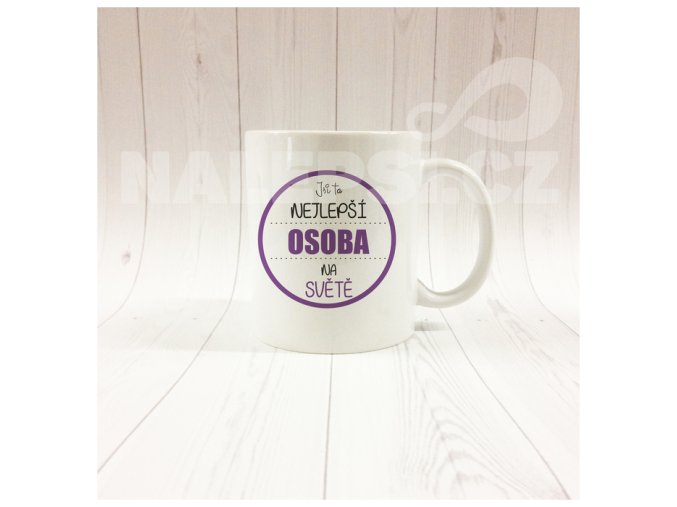 Jsi ta
NEJLEPŠÍ
OSOBA
NA
SVĚTĚ